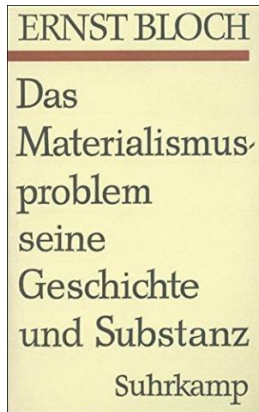 ERNST BLOCH
Das
Materialismus-
problem
seine
Geschichte
und Substanz
Suhrkamp